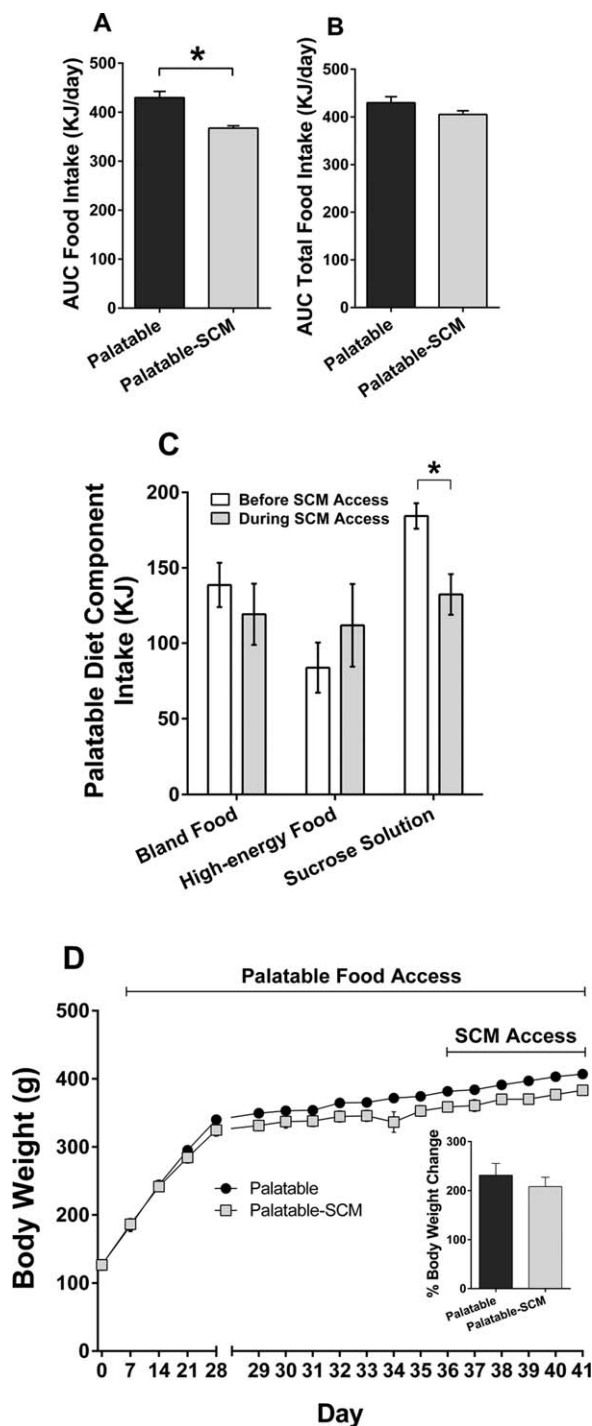 A
*
AUC Food Intake (KJ/day)
500
400
300
200
100
0
Palatable
Palatable-SCM
B
AUC Total Food Intake (KJ/day)
500
400
300
200
100
0
Palatable
Palatable-SCM
C
Palatable Diet Component
Intake (KJ)
200
150
100
50
0
Before SCM Access
During SCM Access
*
Bland Food
High-energy Food
Sucrose Solution
D
Palatable Food Access
SCM Access
Body Weight (g)
500
400
300
200
100
0
Palatable
Palatable-SCM
% Body Weight Change
300
200
100
0
Palatable
Palatable-SCM
0 7 14 21 28 29 30 31 32 33 34 35 36 37 38 39 40 41
Day